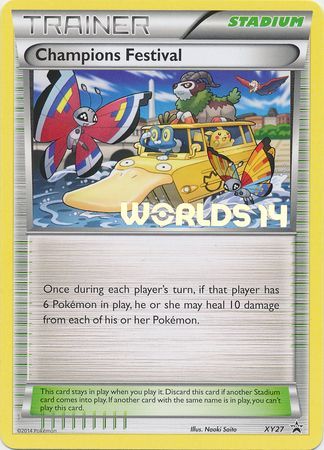 TRAINER
STADIUM
Champions Festival
WORLDS14
Once during each player's turn, if that player has
6 Pokémon in play, he or she may heal 10 damage
from each of his or her Pokémon.
This card stays in play when you play it. Discard this card if another Stadium
card comes into play. If another card with the same name is in play, you can't
play this card.
©2014 Pokémon
Illus. Naoki Saito
XY27
PROMO